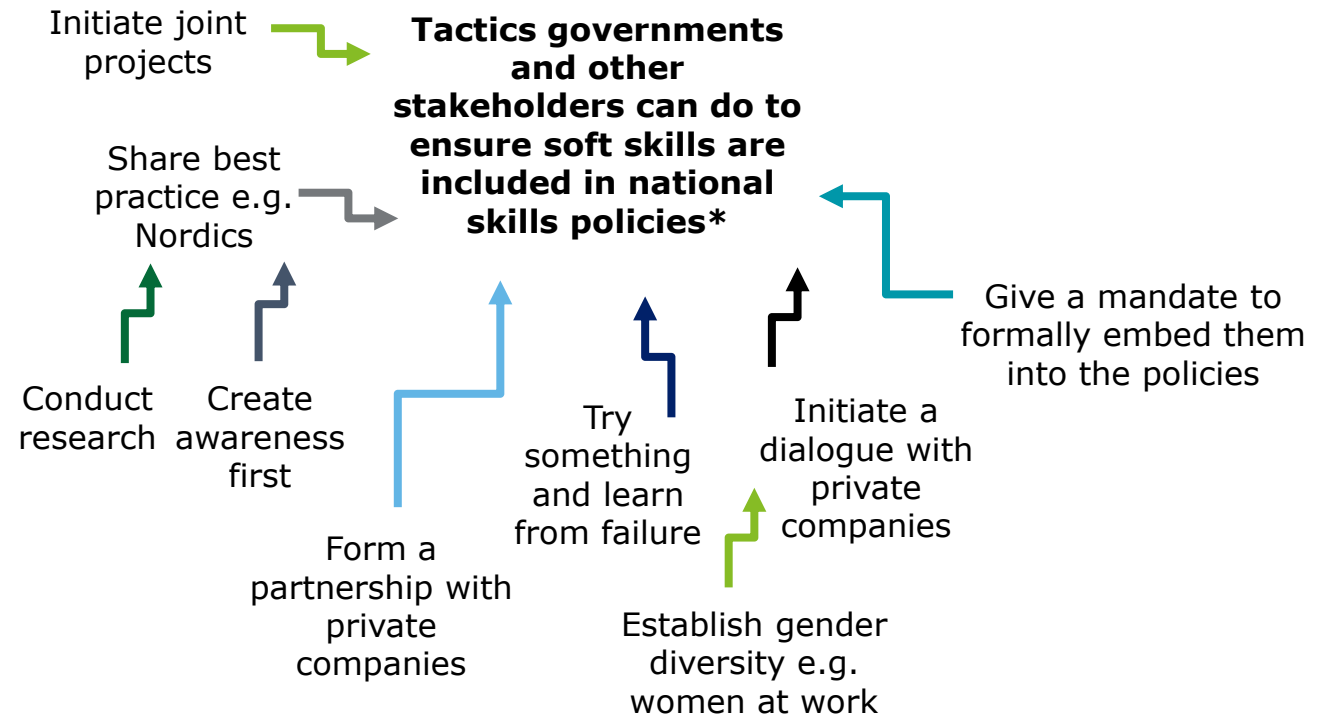 Initiate joint
projects
Tactics governments
and other
stakeholders can do to
ensure soft skills are
included in national
skills policies*
Share best
practice e.g.
Nordics
Give a mandate to
formally embed them
into the policies
Conduct
research
Create
awareness
first
Try
something
and learn
from failure
Initiate a
dialogue with
private
companies
Form a
partnership with
private
companies
Establish gender
diversity e.g.
women at work